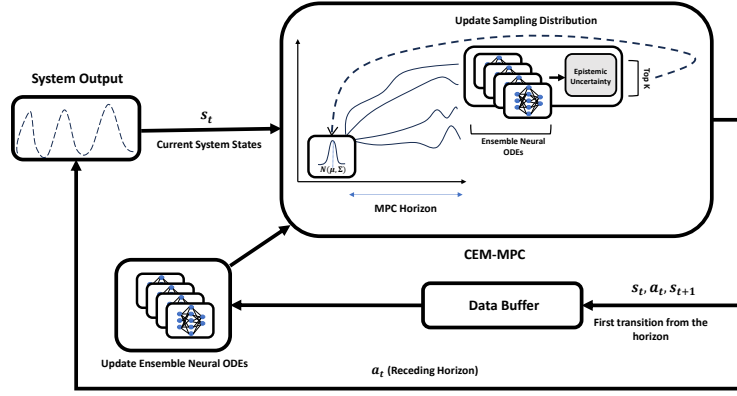 Update Sampling Distribution
System Output
Epistemic
Uncertainty
Top K
s_t
Current System States
Ensemble Neural
ODEs
N(μ, Σ)
MPC Horizon
CEM-MPC
s_t, a_t, s_{t+1}
Data Buffer
First transition from the
horizon
Update Ensemble Neural ODEs
a_t (Receding Horizon)